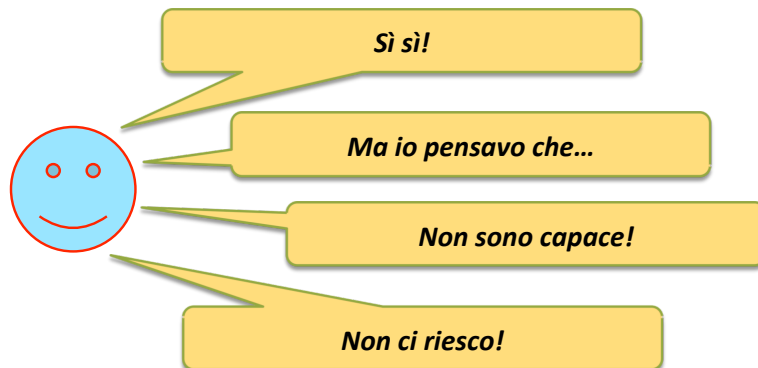 Sì sì!
Ma io pensavo che…
Non sono capace!
Non ci riesco!